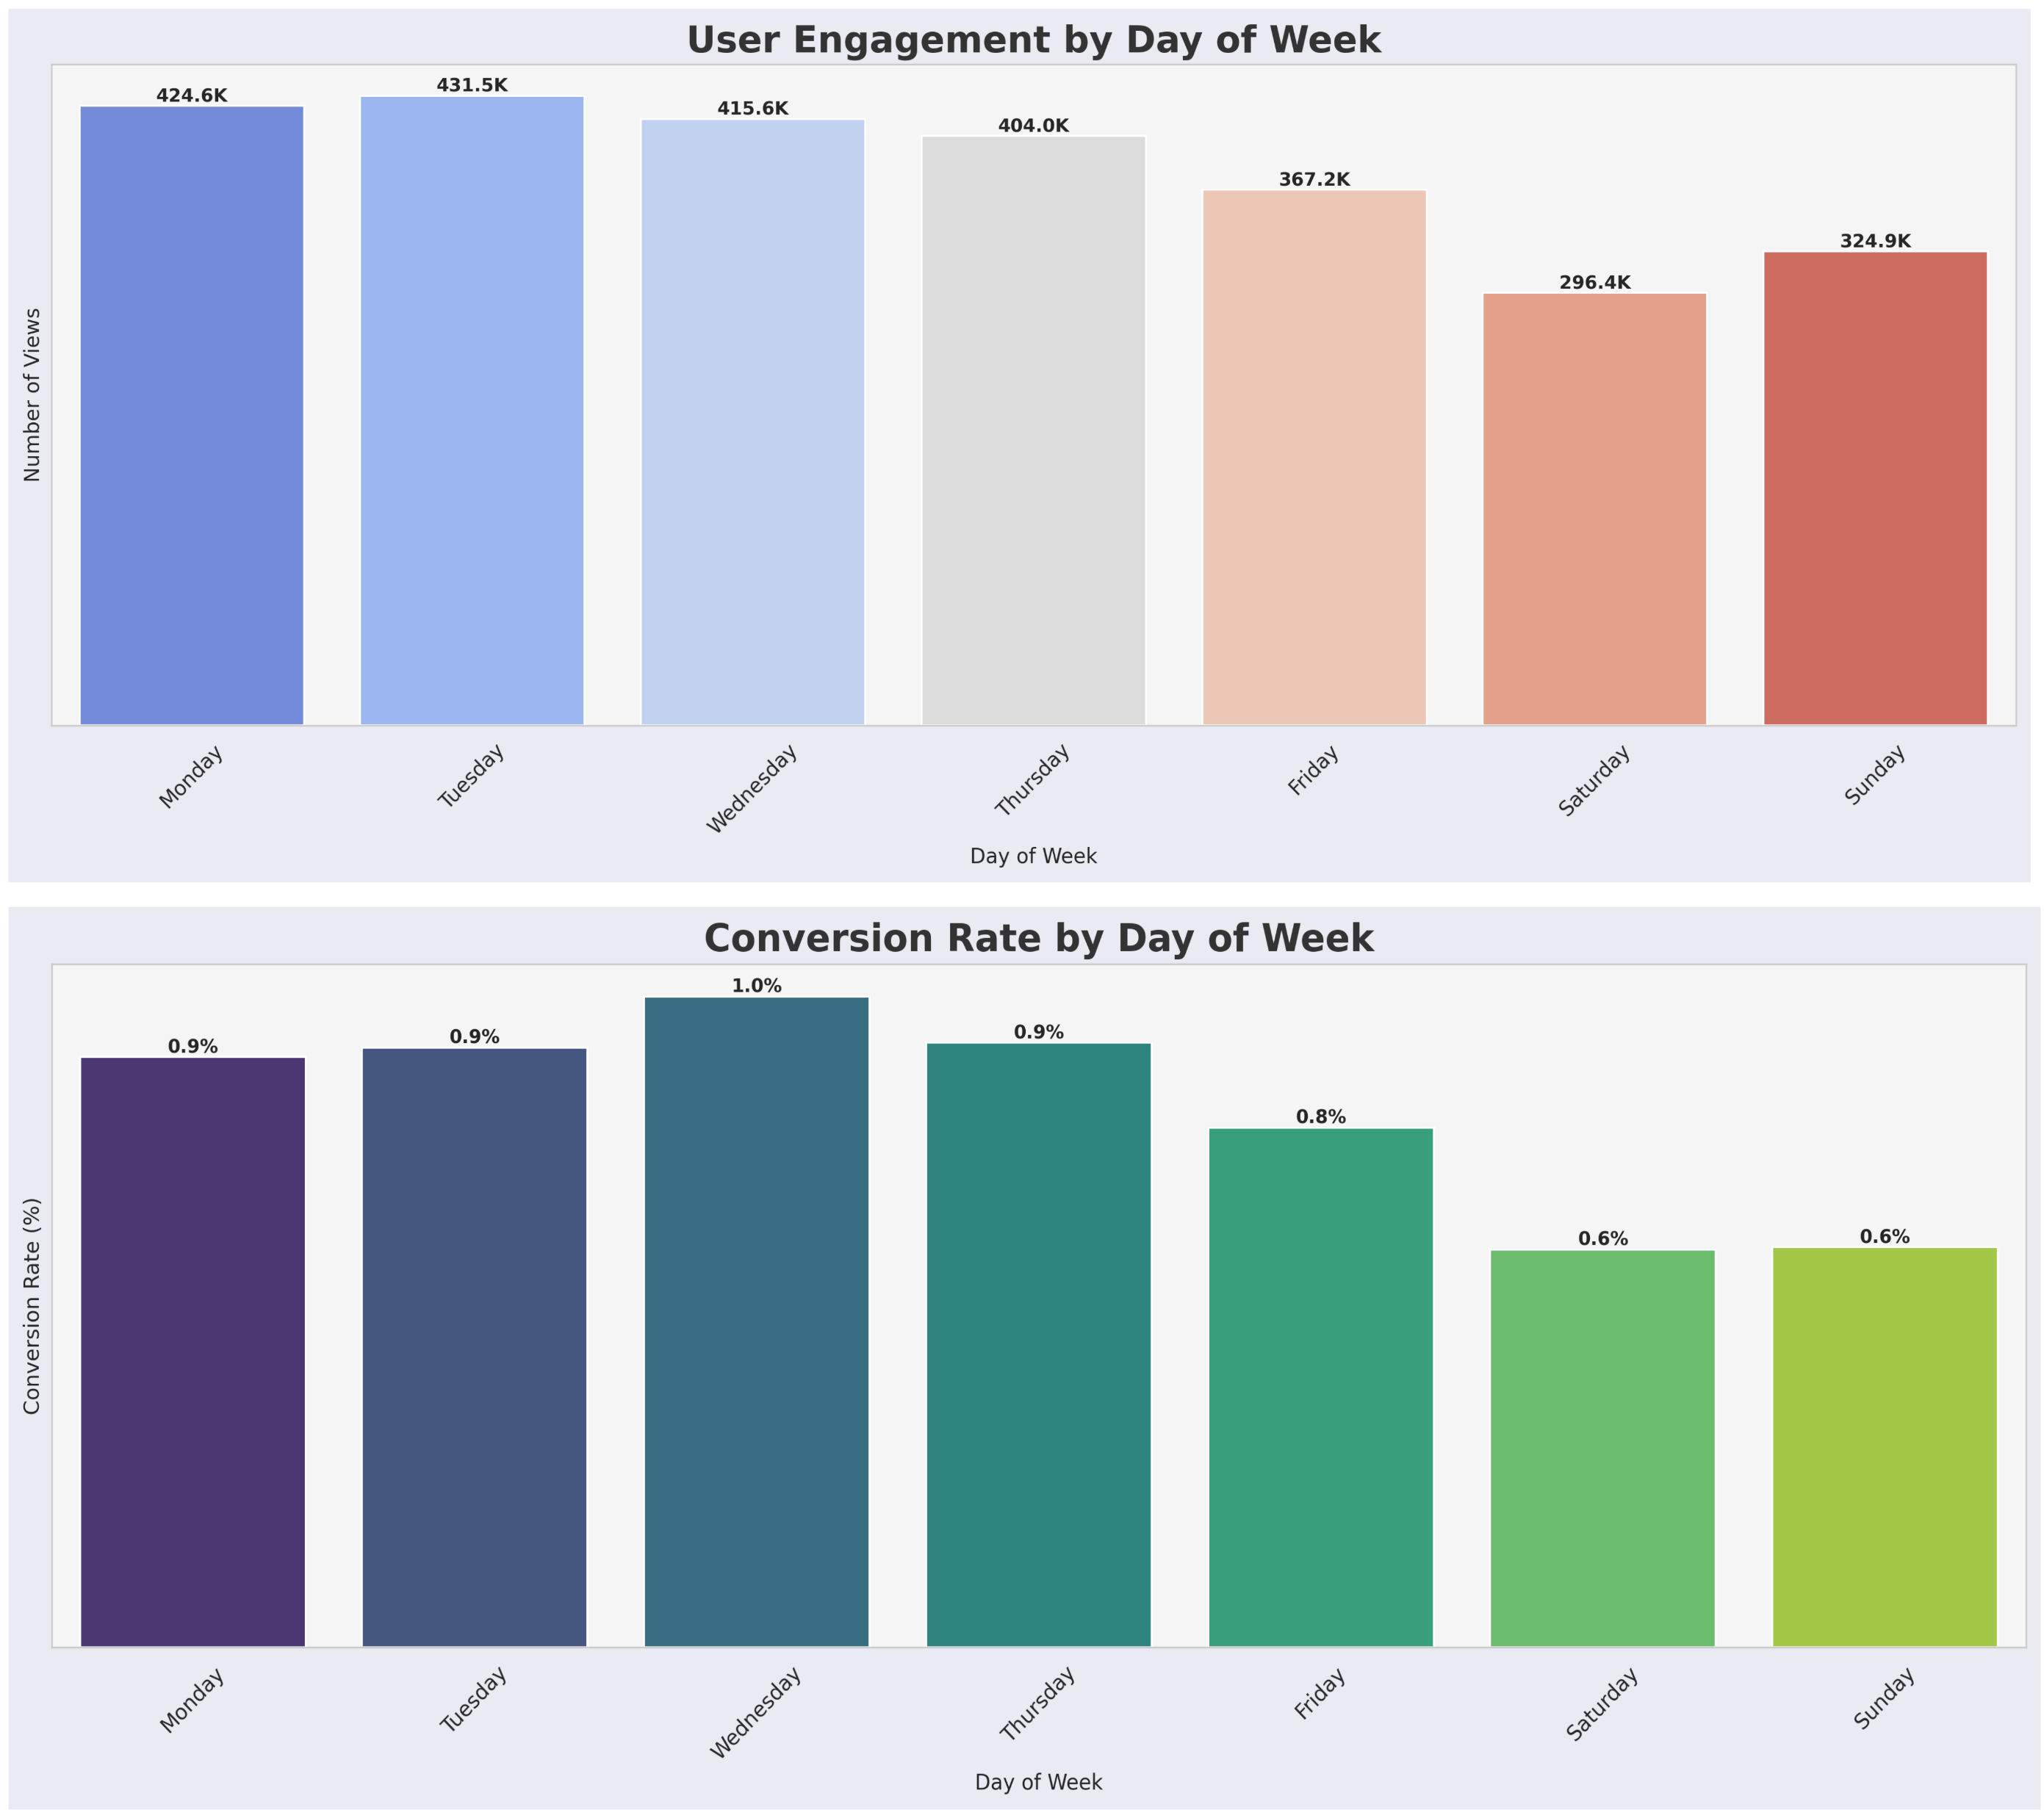 User Engagement by Day of Week
424.6K
431.5K
415.6K
404.0K
367.2K
296.4K
324.9K
Number of Views
Monday
Tuesday
Wednesday
Thursday
Friday
Saturday
Sunday
Day of Week
Conversion Rate by Day of Week
0.9%
0.9%
1.0%
0.9%
0.8%
0.6%
0.6%
Conversion Rate (%)
Monday
Tuesday
Wednesday
Thursday
Friday
Saturday
Sunday
Day of Week